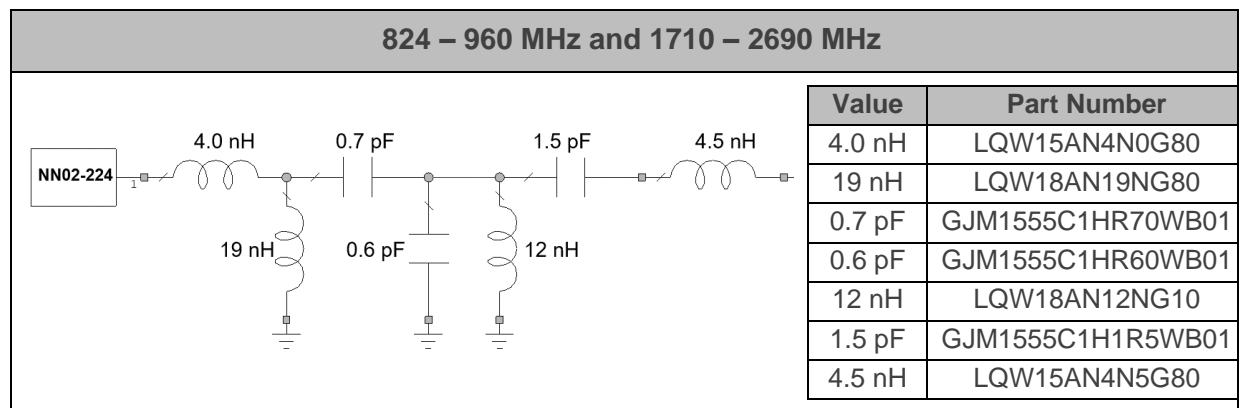 824 – 960 MHz and 1710 – 2690 MHz
4.0 nH
0.7 pF
1.5 pF
4.5 nH
NN02-224
1
19 nH
0.6 pF
12 nH
Value Part Number
4.0 nH LQW15AN4N0G80
19 nH LQW18AN19NG80
0.7 pF GJM1555C1HR70WB01
0.6 pF GJM1555C1HR60WB01
12 nH LQW18AN12NG10
1.5 pF GJM1555C1H1R5WB01
4.5 nH LQW15AN4N5G80